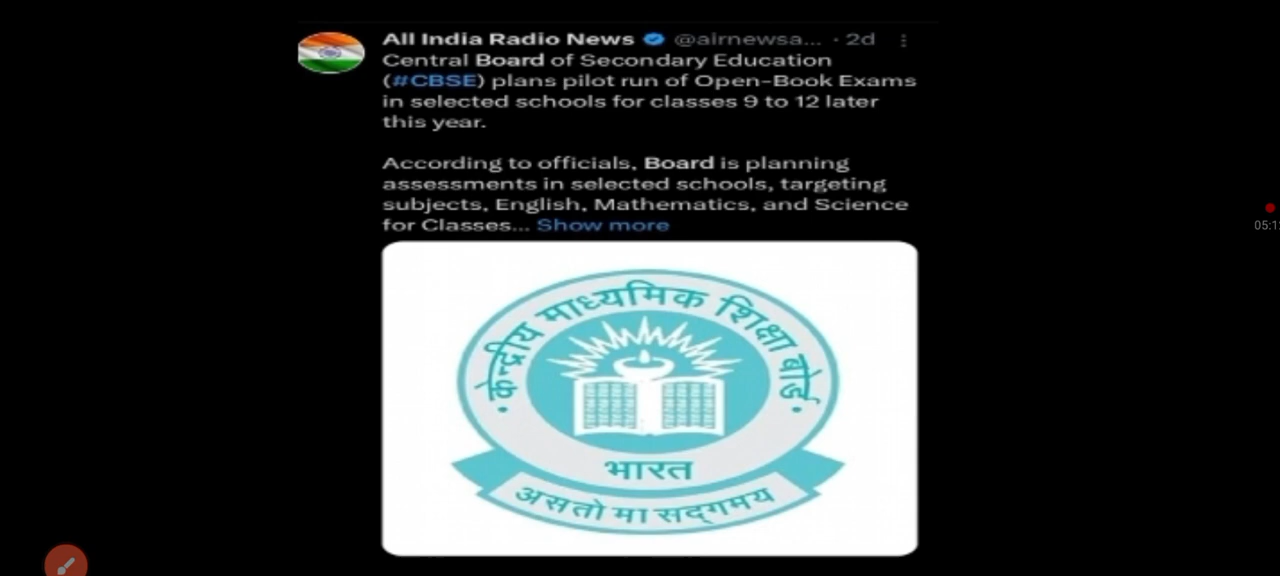 All India Radio News @airnewsa... · 2d
Central Board of Secondary Education
(#CBSE) plans pilot run of Open-Book Exams
in selected schools for classes 9 to 12 later
this year.
According to officials, Board is planning
assessments in selected schools, targeting
subjects, English, Mathematics, and Science
for Classes... Show more
केन्द्रीय माध्यमिक शिक्षा बोर्ड
भारत
असतो मा सद्गमय